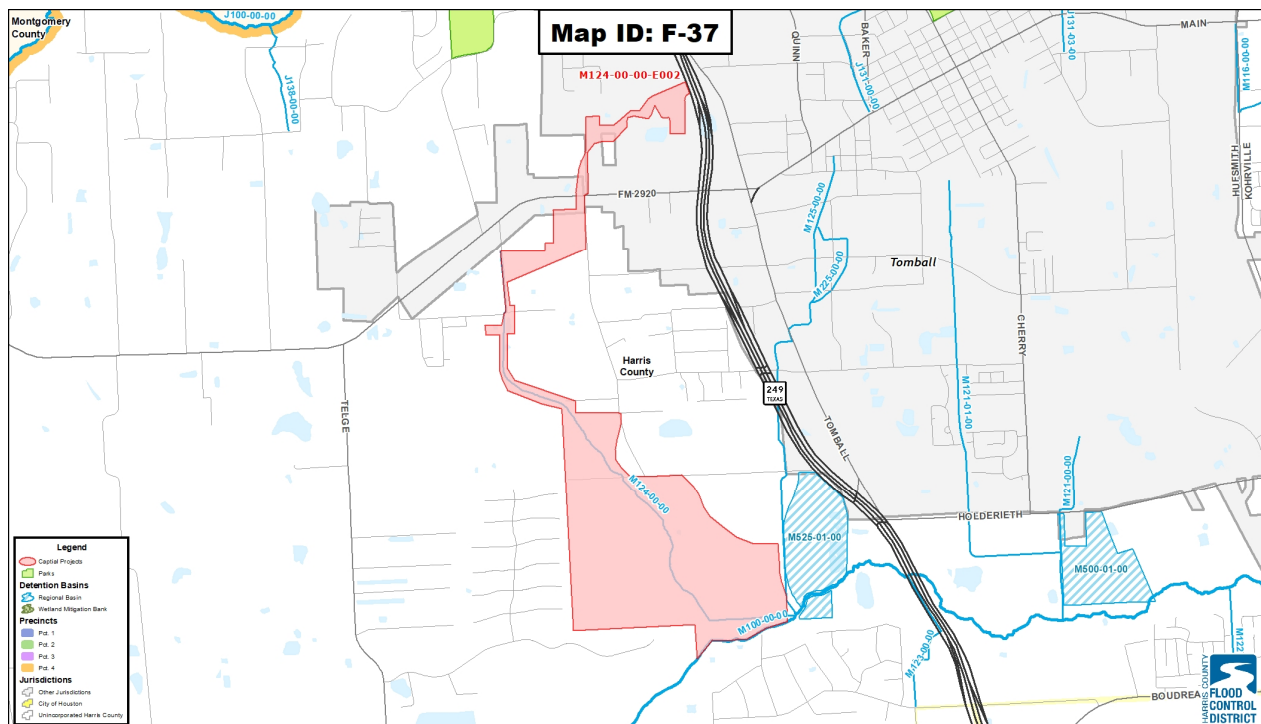 Map ID: F-37
Montgomery
County
J100-00-00
J138-00-00
M124-00-00-E002
QUINN
BAKER
J131-00-00
J131-03-00
MAIN
M116-00-00
HUFSMITH
KOHRVILLE
FM 2920
M125-00-00
M225-00-00
Tomball
CHERRY
M121-01-00
Harris
County
249
TEXAS
TELGE
TOMBALL
M124-00-00
M121-00-00
HOLDERIETH
M525-01-00
M500-01-00
M100-00-00
M123-00-00
M122
BOUDREA
Legend
Captial Projects
Parks
Detention Basins
Regional Basin
Wetland Mitigation Bank
Precincts
Pct. 1
Pct. 2
Pct. 3
Pct. 4
Jurisdictions
Other Jurisdictions
City of Houston
Unincorporated Harris County
HARRIS COUNTY
FLOOD
CONTROL
DISTRICT